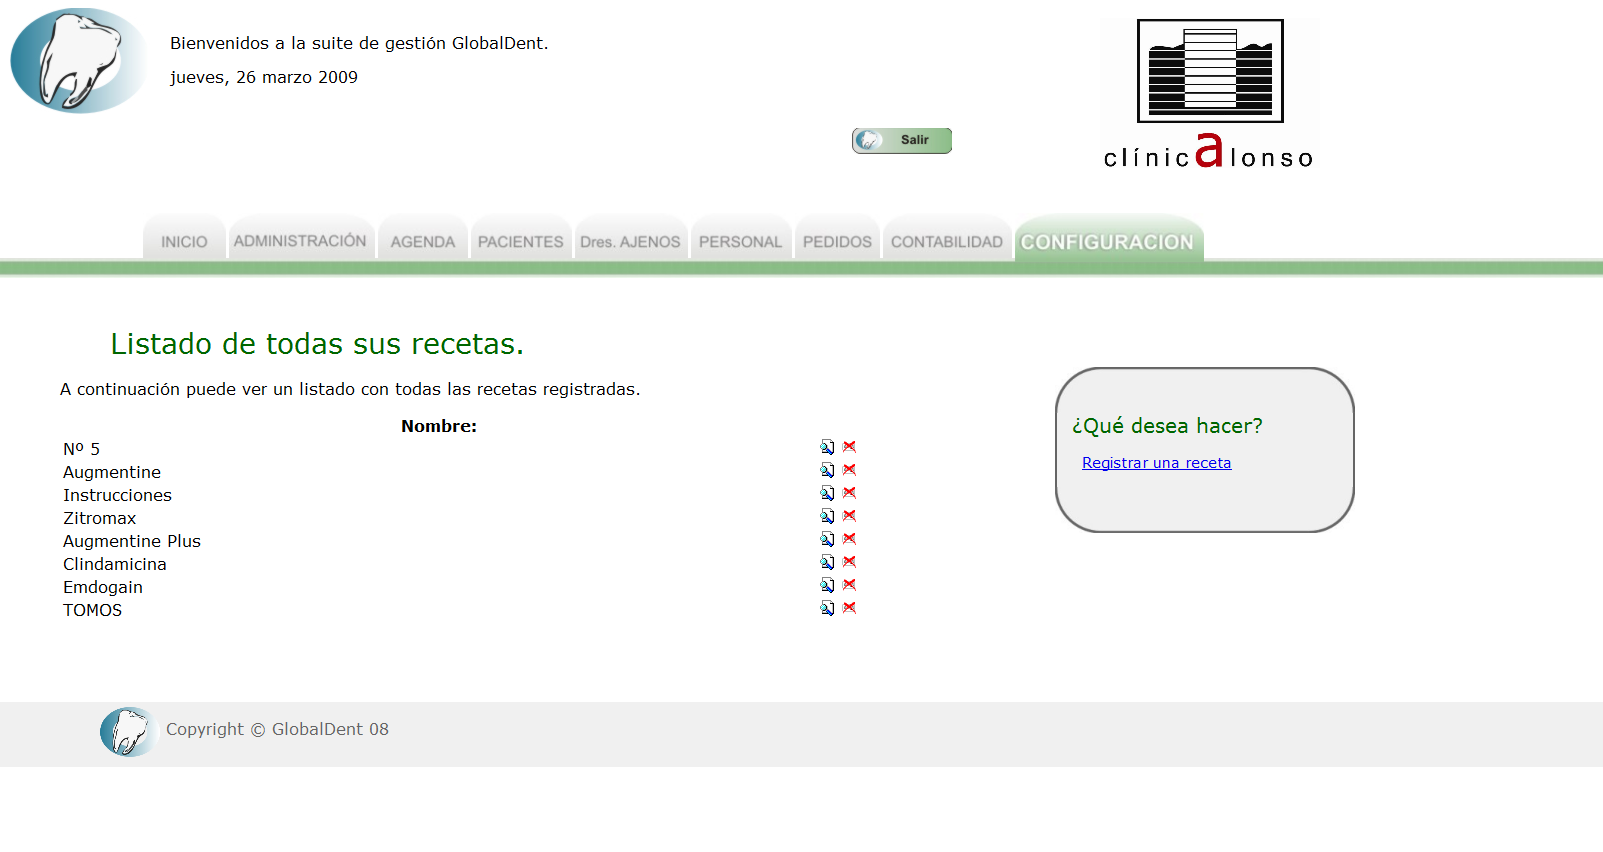 Bienvenidos a la suite de gestión GlobalDent.
jueves, 26 marzo 2009
Salir
clínicAlonso
INICIO ADMINISTRACIÓN AGENDA PACIENTES Dres. AJENOS PERSONAL PEDIDOS CONTABILIDAD CONFIGURACION
Listado de todas sus recetas.
A continuación puede ver un listado con todas las recetas registradas.
Nombre:
Nº 5
Augmentine
Instrucciones
Zitromax
Augmentine Plus
Clindamicina
Emdogain
TOMOS
¿Qué desea hacer?
Registrar una receta
Copyright © GlobalDent 08